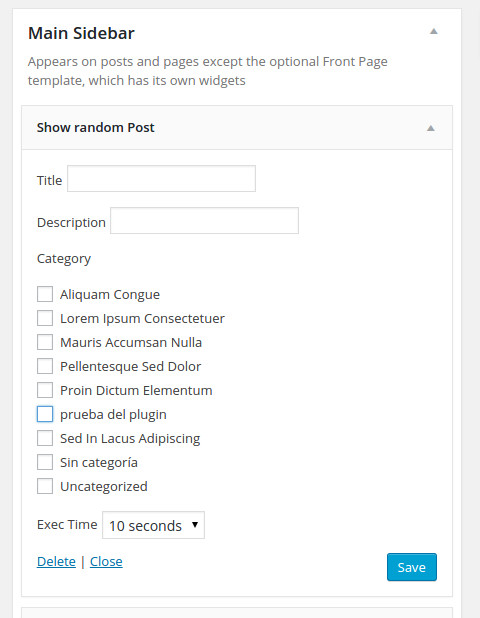 Main Sidebar
Appears on posts and pages except the optional Front Page
template, which has its own widgets
Show random Post
Title
Description
Category
Aliquam Congue
Lorem Ipsum Consectetuer
Mauris Accumsan Nulla
Pellentesque Sed Dolor
Proin Dictum Elementum
prueba del plugin
Sed In Lacus Adipiscing
Sin categoría
Uncategorized
Exec Time 10 seconds
Delete | Close Save